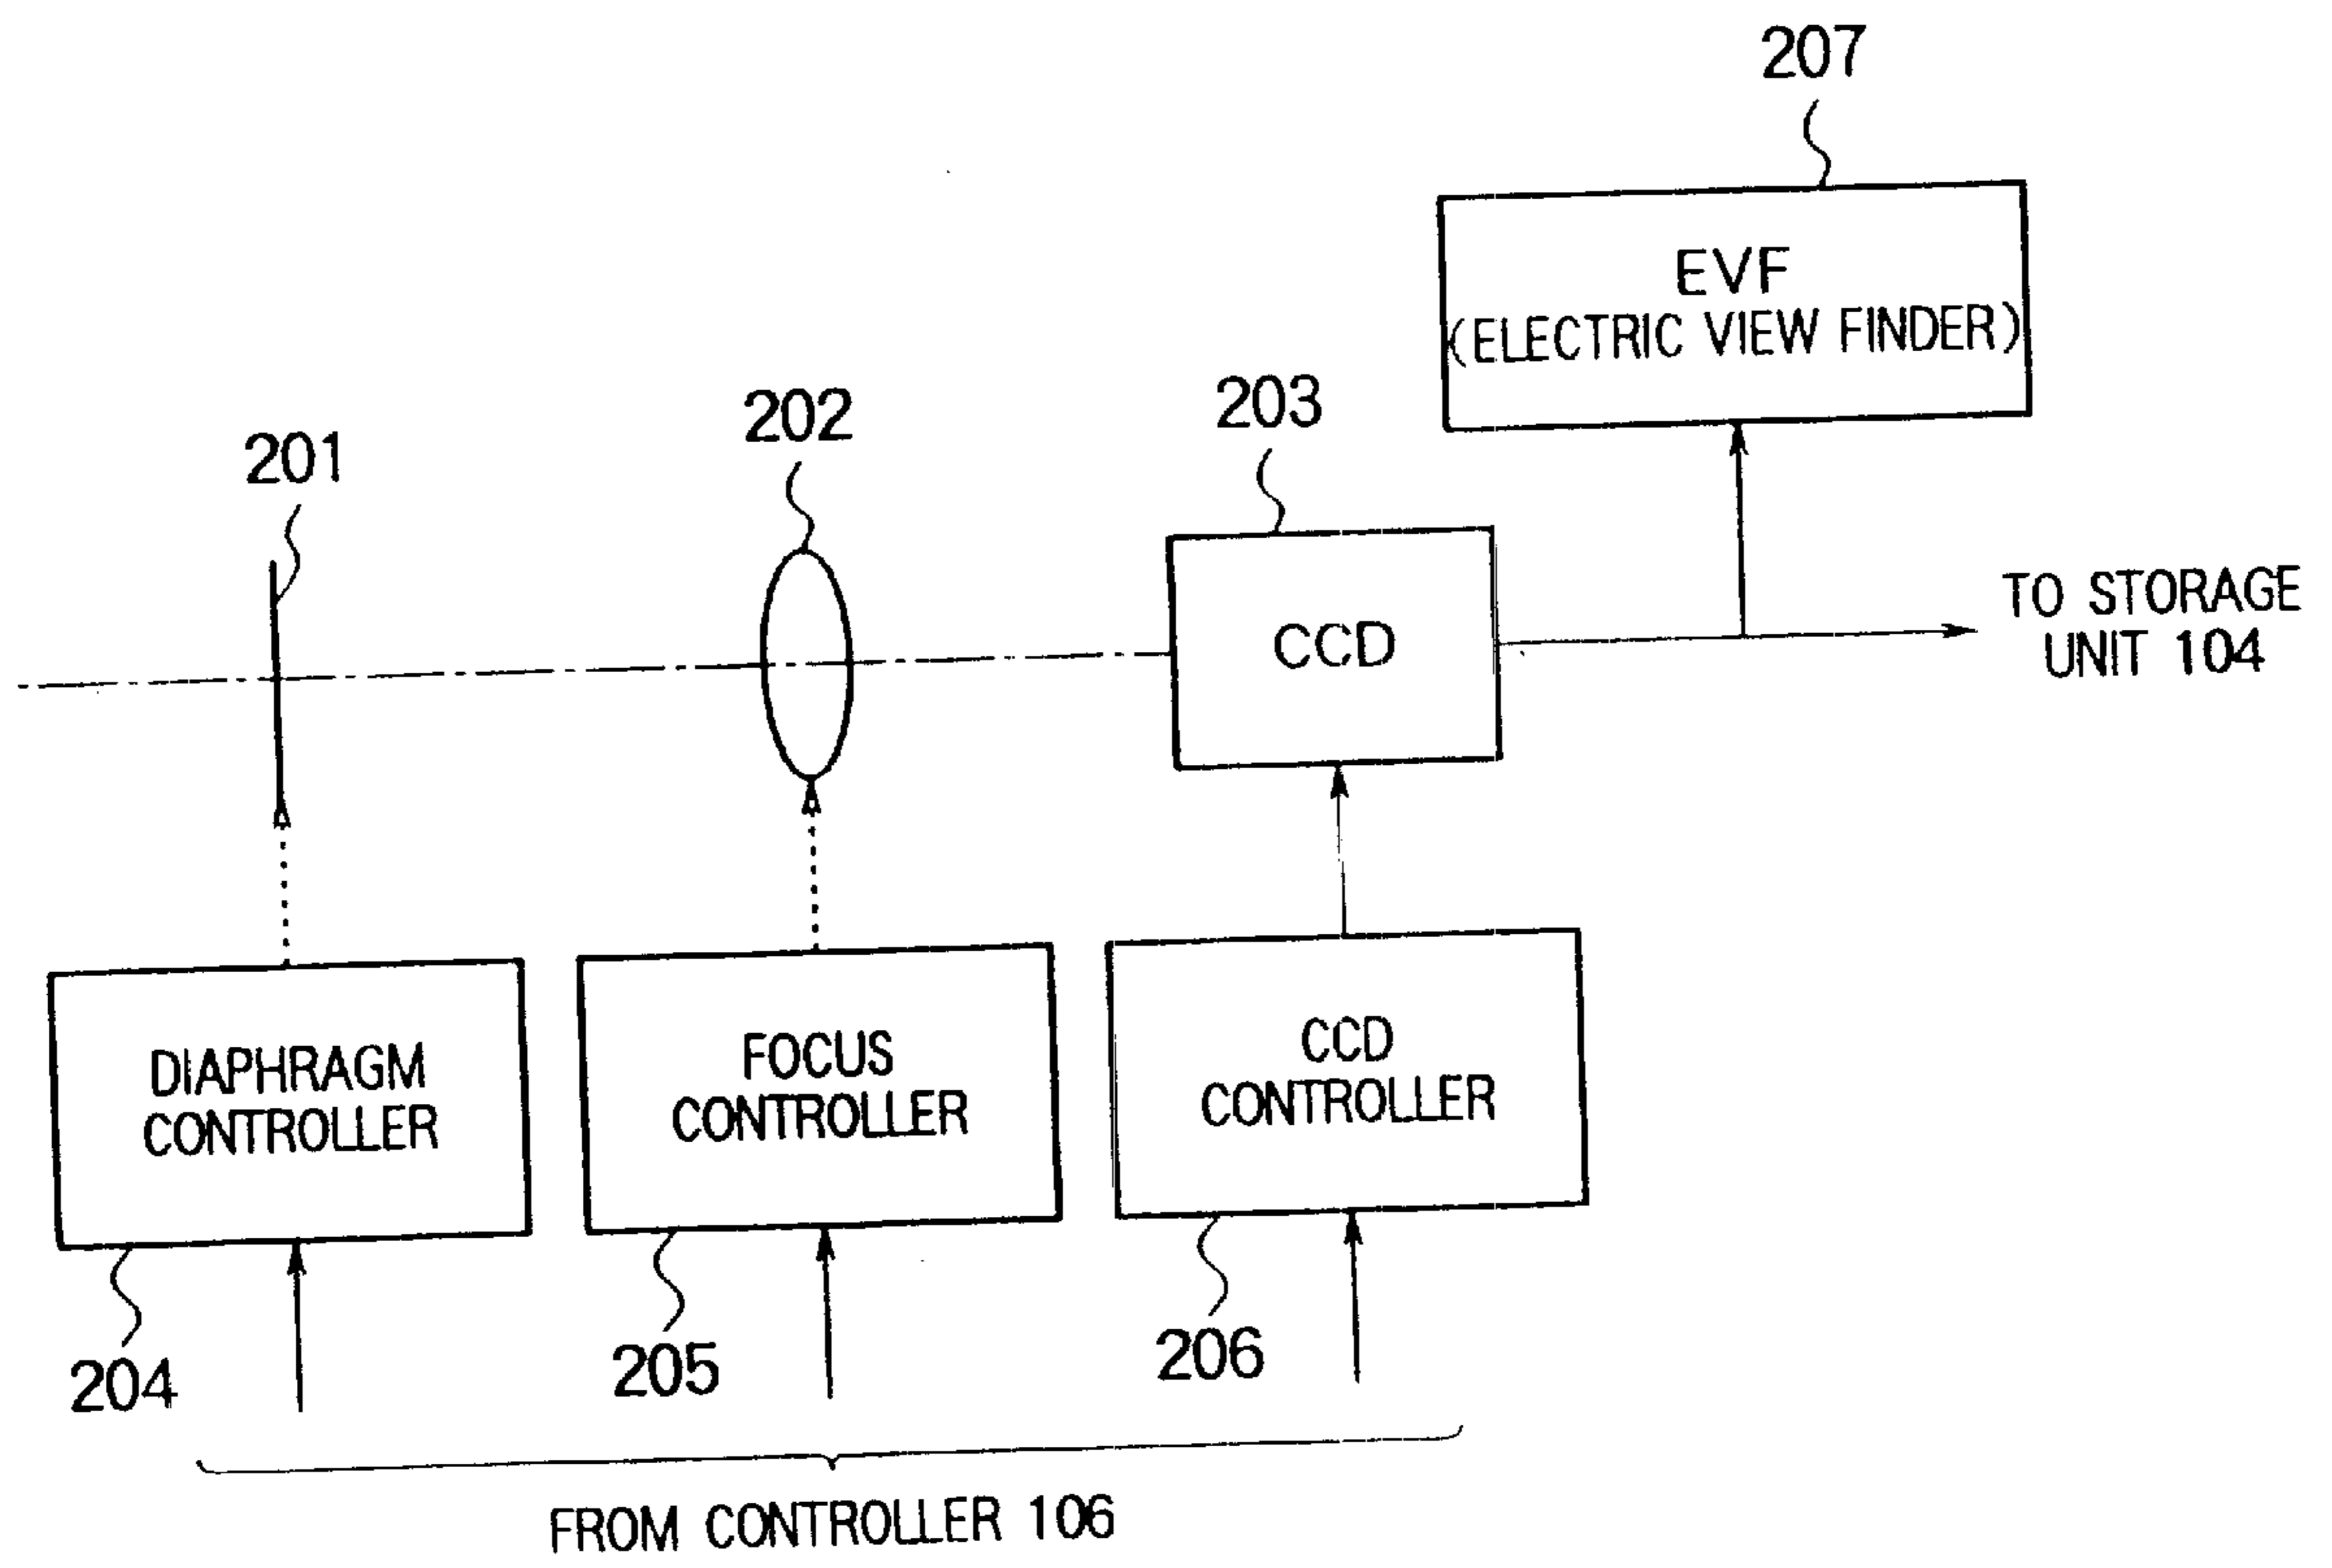 207
EVF
(ELECTRIC VIEW FINDER)
203
202
201
CCD
TO STORAGE
UNIT 104
DIAPHRAGM
CONTROLLER
FOCUS
CONTROLLER
CCD
CONTROLLER
204
205
206
FROM CONTROLLER 106